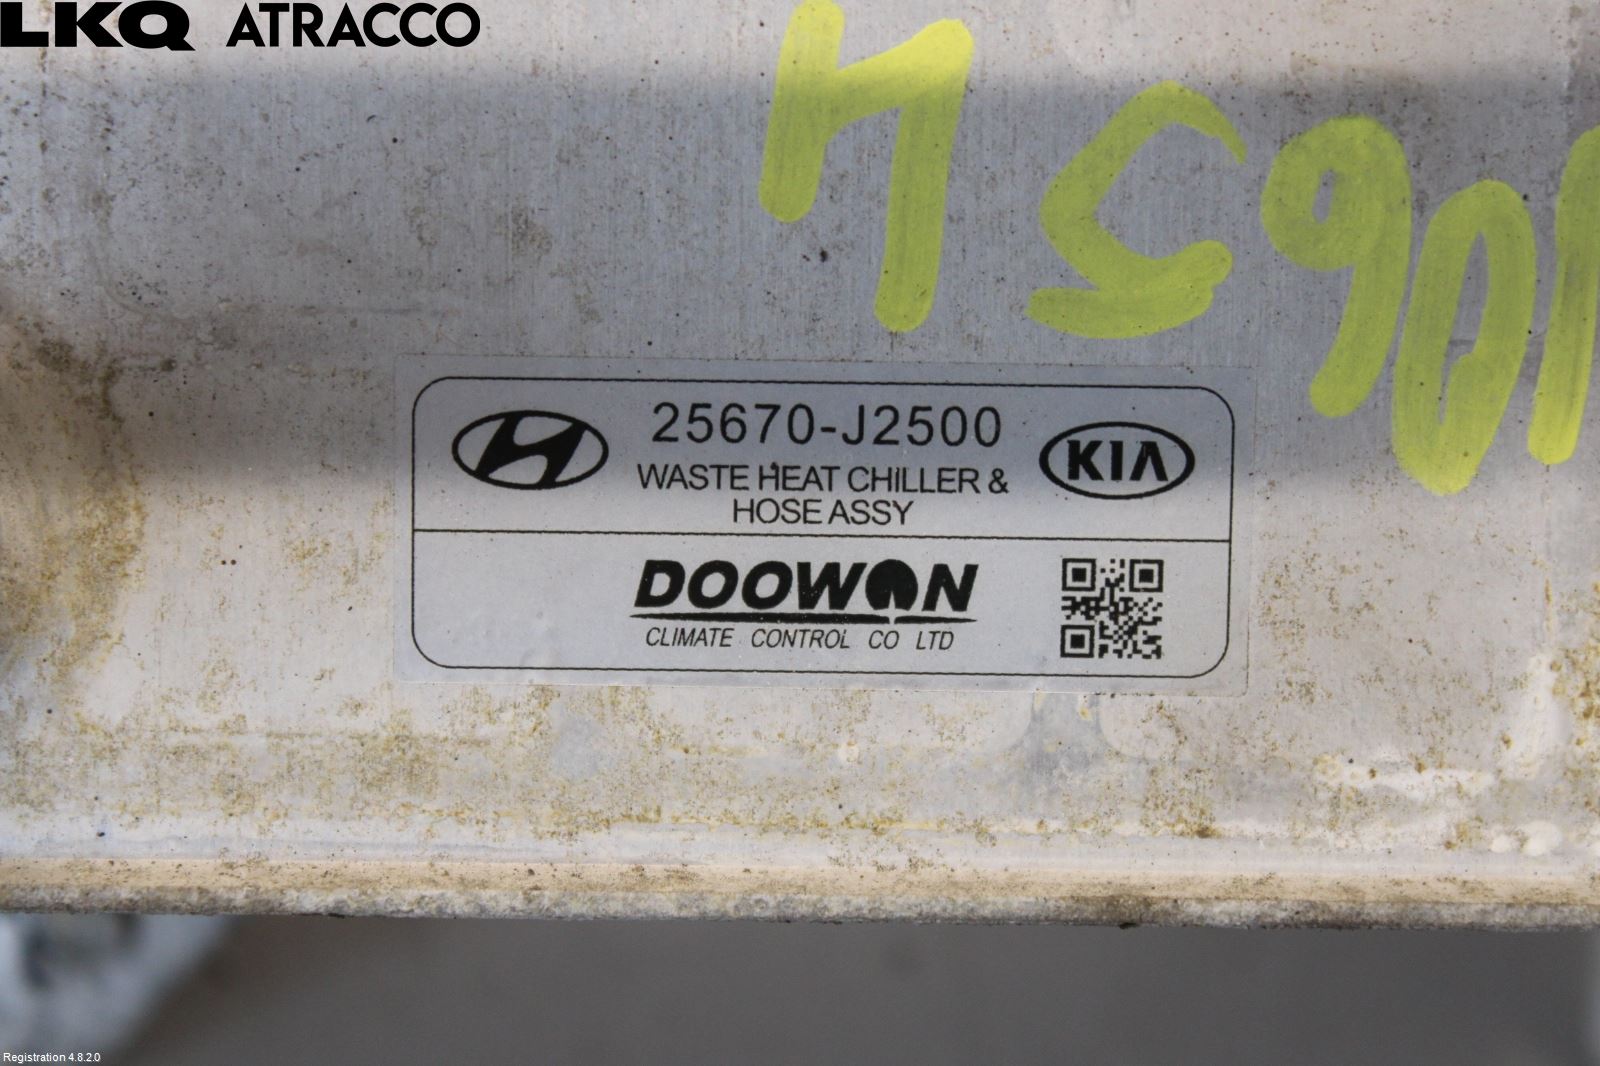 LKQ ATRACCO
10654
25670-J2500
KIA
WASTE HEAT CHILLER &
HOSE ASSY
DOOWON
CLIMATE CONTROL CO LTD
Registration 4.8.2.0